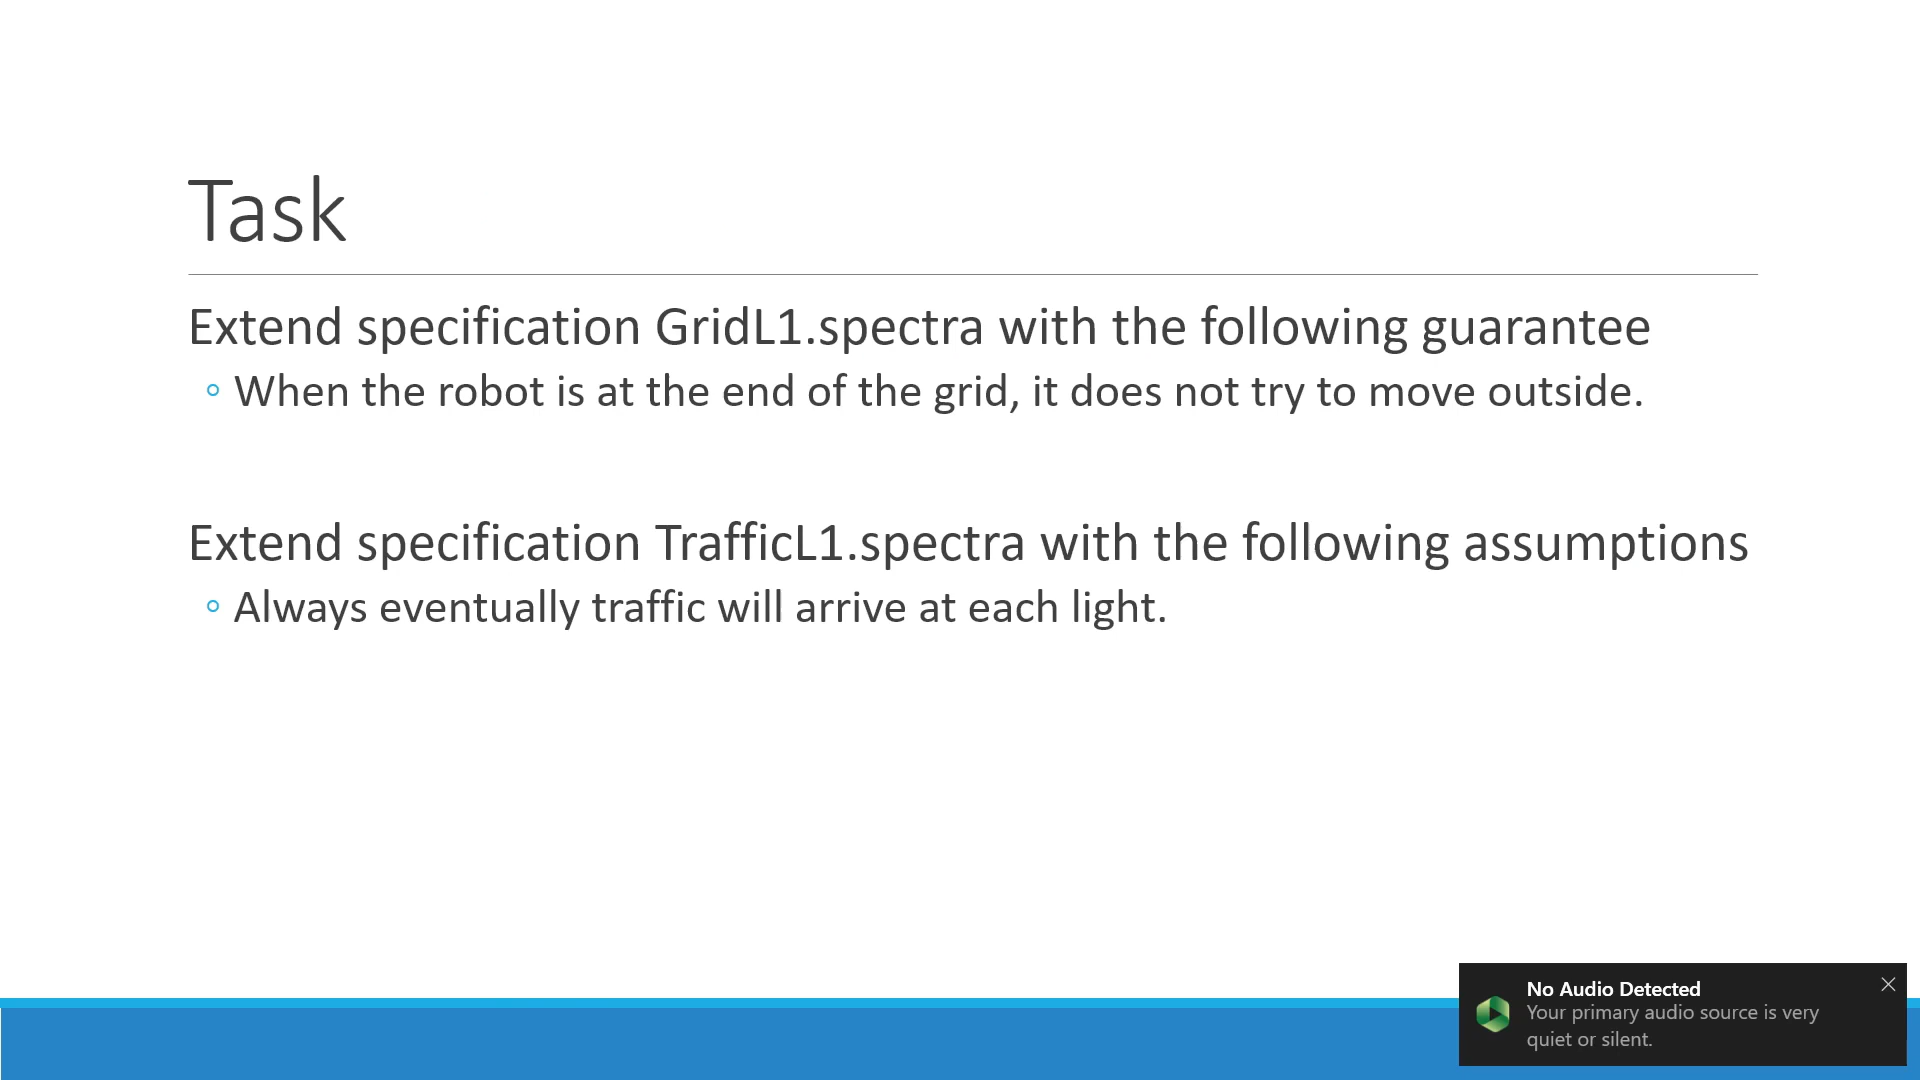 Task
Extend specification GridL1.spectra with the following guarantee
◦ When the robot is at the end of the grid, it does not try to move outside.
Extend specification TrafficL1.spectra with the following assumptions
◦ Always eventually traffic will arrive at each light.
No Audio Detected
Your primary audio source is very
quiet or silent.